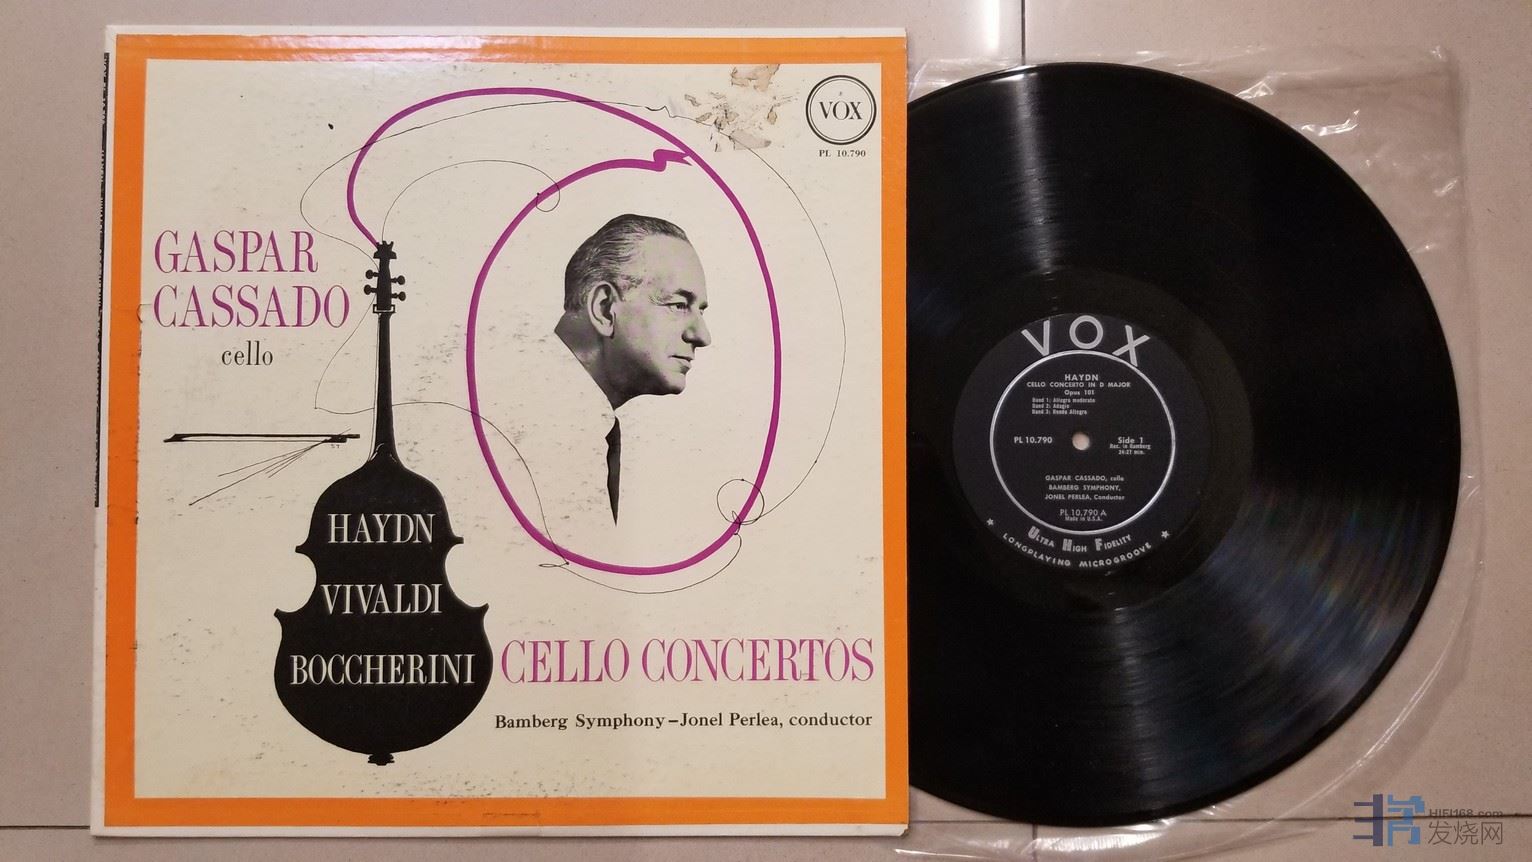 VOX
PL 10.790
GASPAR
CASSADO
cello
HAYDN
VIVALDI
BOCCHERINI
CELLO CONCERTOS
Bamberg Symphony–Jonel Perlea, conductor
VOX
HAYDN
CELLO CONCERTO IN D MAJOR
Opus 101
Band 1: Allegro moderato
Band 2: Adagio
Band 3: Rondo Allegro
PL 10.790
Side 1
Rec. in Bamberg
24:27 min.
GASPAR CASSADO, cello
BAMBERG SYMPHONY,
JONEL PERLEA, Conductor
PL 10.790 A
Made in U.S.A.
ULTRA HIGH FIDELITY
LONGPLAYING MICROGROOVE
HIFI168.com
发烧网